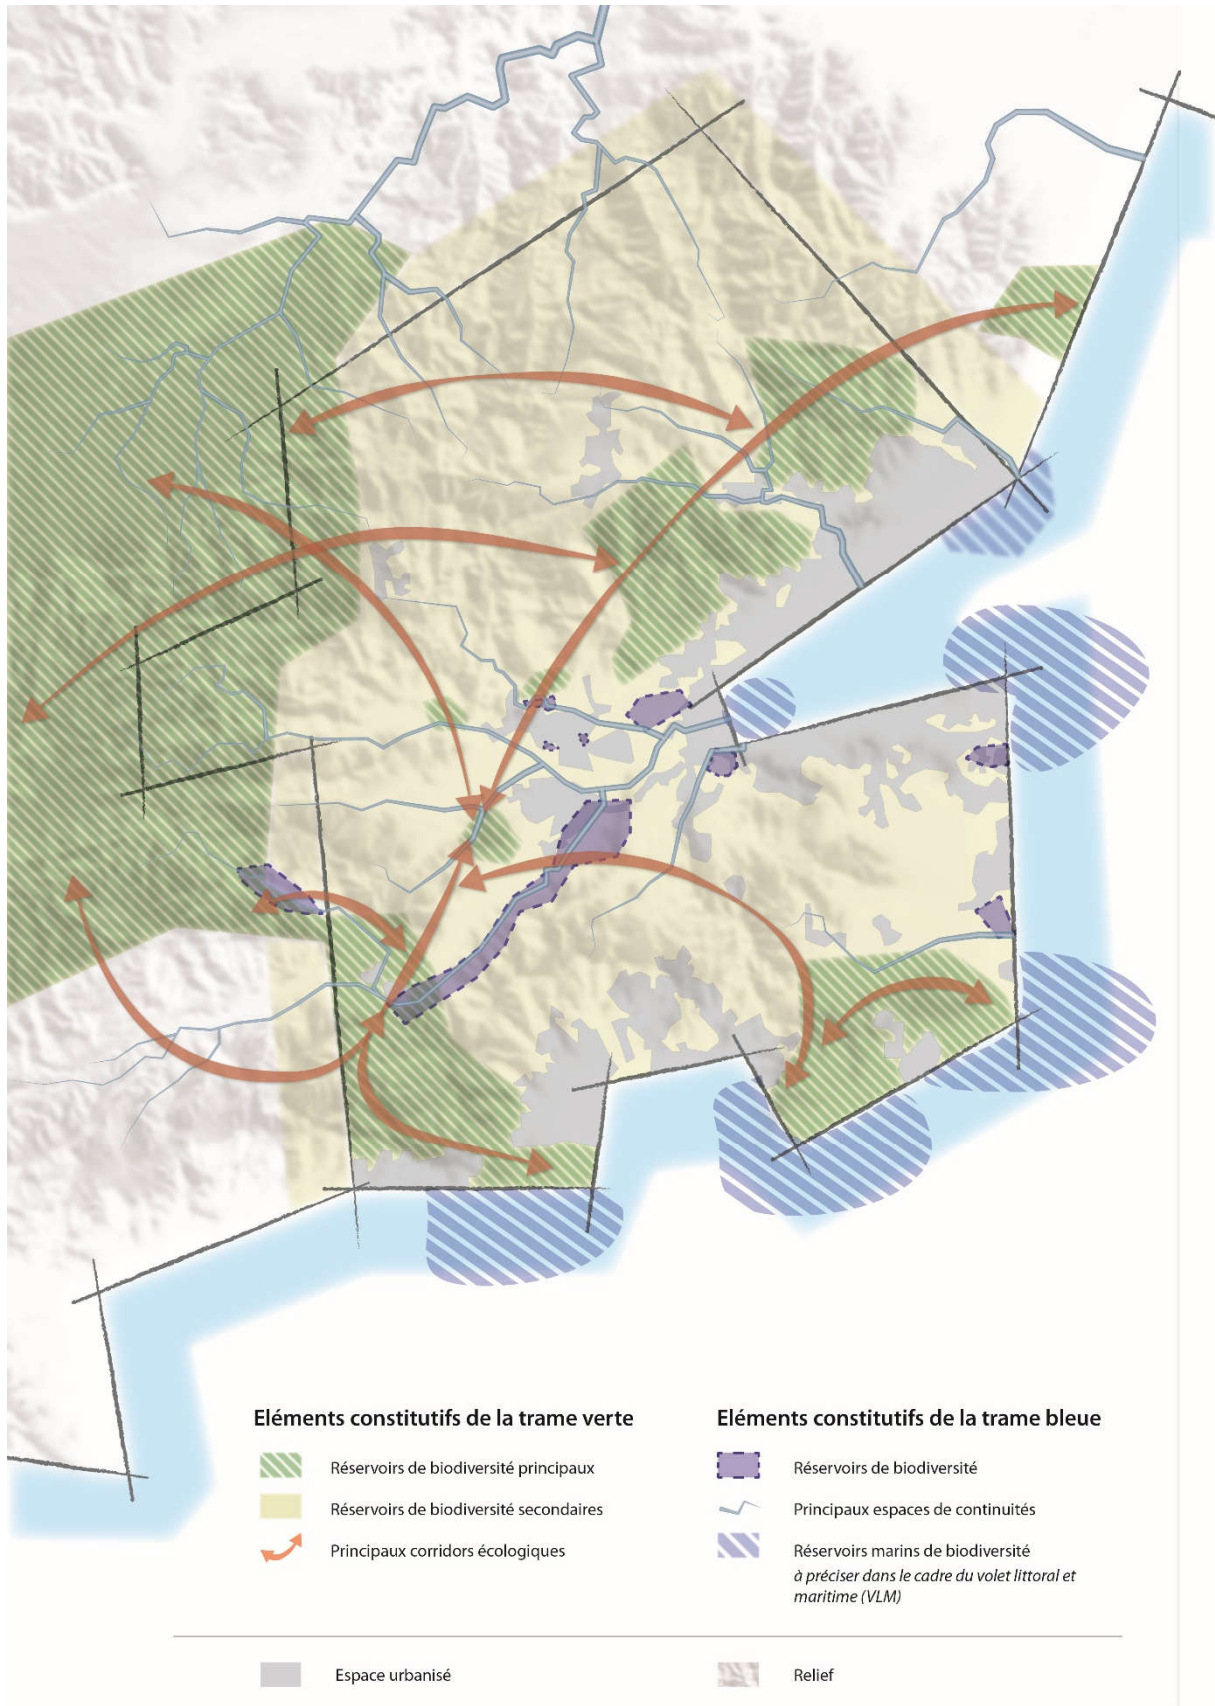 Eléments constitutifs de la trame verte
Réservoirs de biodiversité principaux
Réservoirs de biodiversité secondaires
Principaux corridors écologiques
Eléments constitutifs de la trame bleue
Réservoirs de biodiversité
Principaux espaces de continuités
Réservoirs marins de biodiversité
à préciser dans le cadre du volet littoral et
maritime (VLM)
Espace urbanisé
Relief